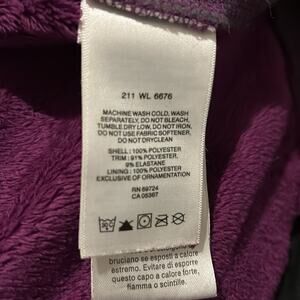 211 WL 6676
MACHINE WASH COLD, WASH
SEPARATELY, DO NOT BLEACH,
TUMBLE DRY LOW, DO NOT IRON,
DO NOT USE FABRIC SOFTENER,
DO NOT DRYCLEAN
SHELL: 100% POLYESTER
TRIM: 91% POLYESTER,
9% ELASTANE
LINING: 100% POLYESTER
EXCLUSIVE OF ORNAMENTATION
RN 69724
CA 05367
30°C
bruciano se esposti a calore
estremo. Evitare di esporre
questo capo a calore forte,
fiamma o scintille.